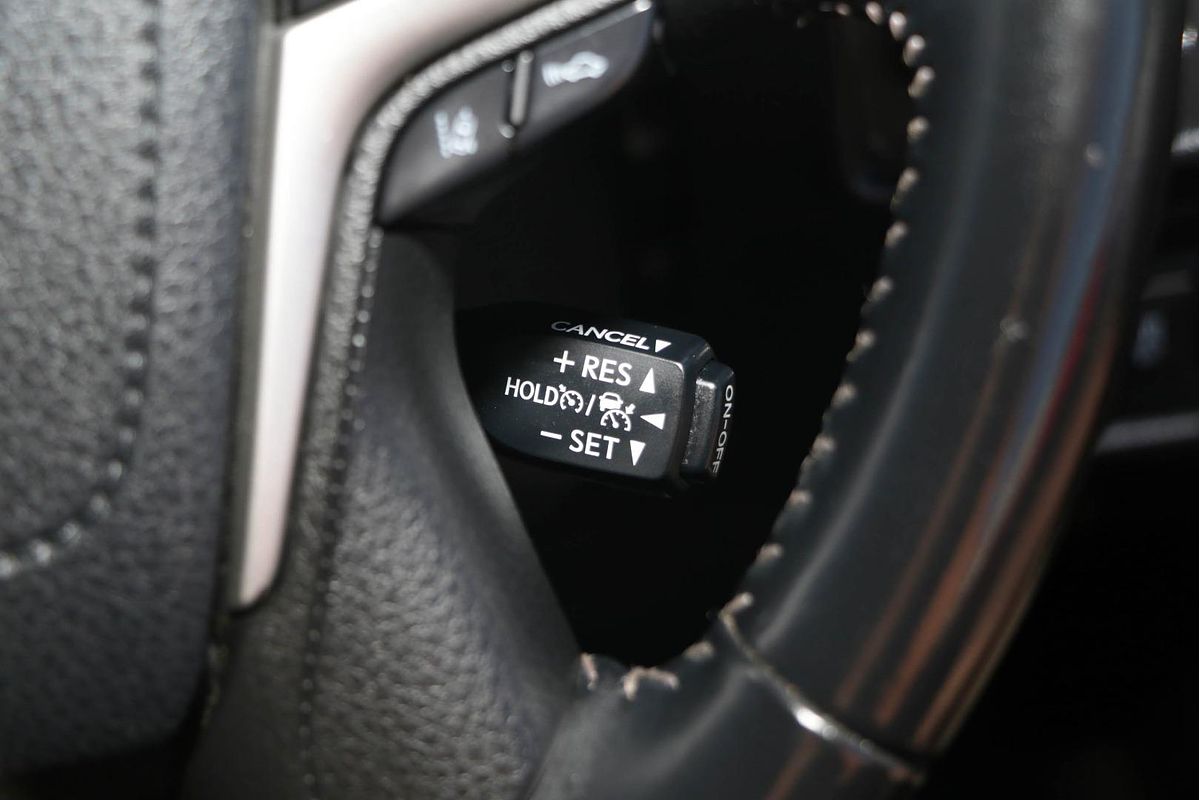 CANCEL▼
+ RES ▲
HOLD / ◀
− SET ▼
ON-OFF